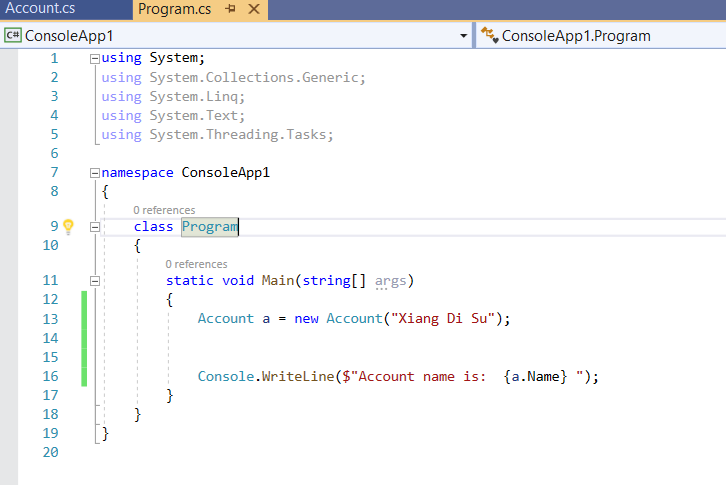 Account.cs Program.cs
C# ConsoleApp1 ConsoleApp1.Program
1 using System;
2 using System.Collections.Generic;
3 using System.Linq;
4 using System.Text;
5 using System.Threading.Tasks;
6
7 namespace ConsoleApp1
8 {
0 references
9 class Program
10 {
0 references
11 static void Main(string[] args)
12 {
13 Account a = new Account("Xiang Di Su");
14
15
16 Console.WriteLine($"Account name is:  {a.Name} ");
17 }
18 }
19 }
20